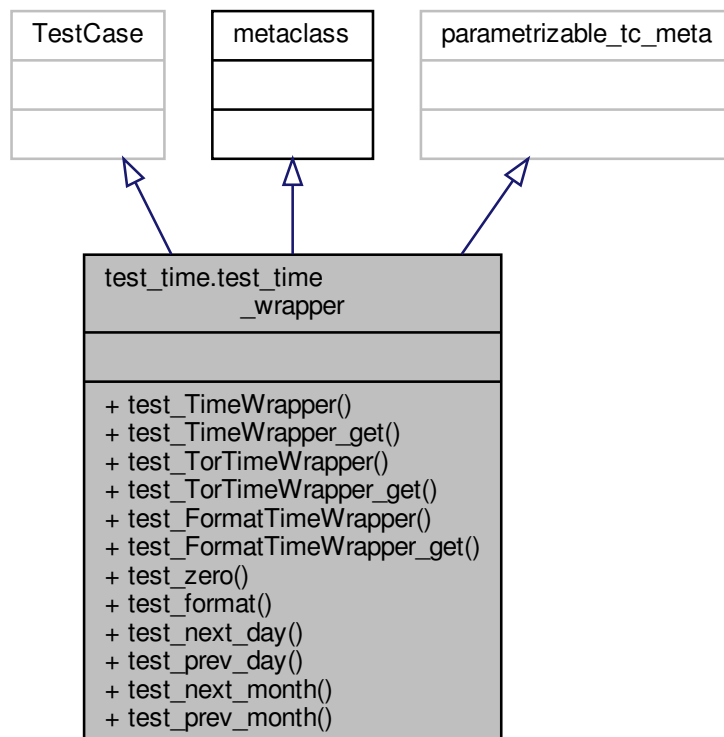 TestCase
metaclass
parametrizable_tc_meta
test_time.test_time
_wrapper
+ test_TimeWrapper()
+ test_TimeWrapper_get()
+ test_TorTimeWrapper()
+ test_TorTimeWrapper_get()
+ test_FormatTimeWrapper()
+ test_FormatTimeWrapper_get()
+ test_zero()
+ test_format()
+ test_next_day()
+ test_prev_day()
+ test_next_month()
+ test_prev_month()